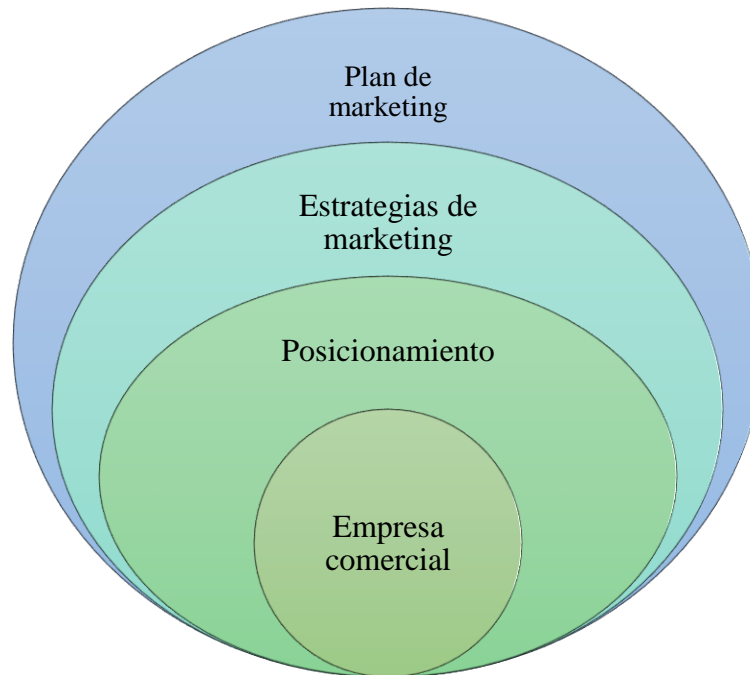 Plan de
marketing
Estrategias de
marketing
Posicionamiento
Empresa
comercial